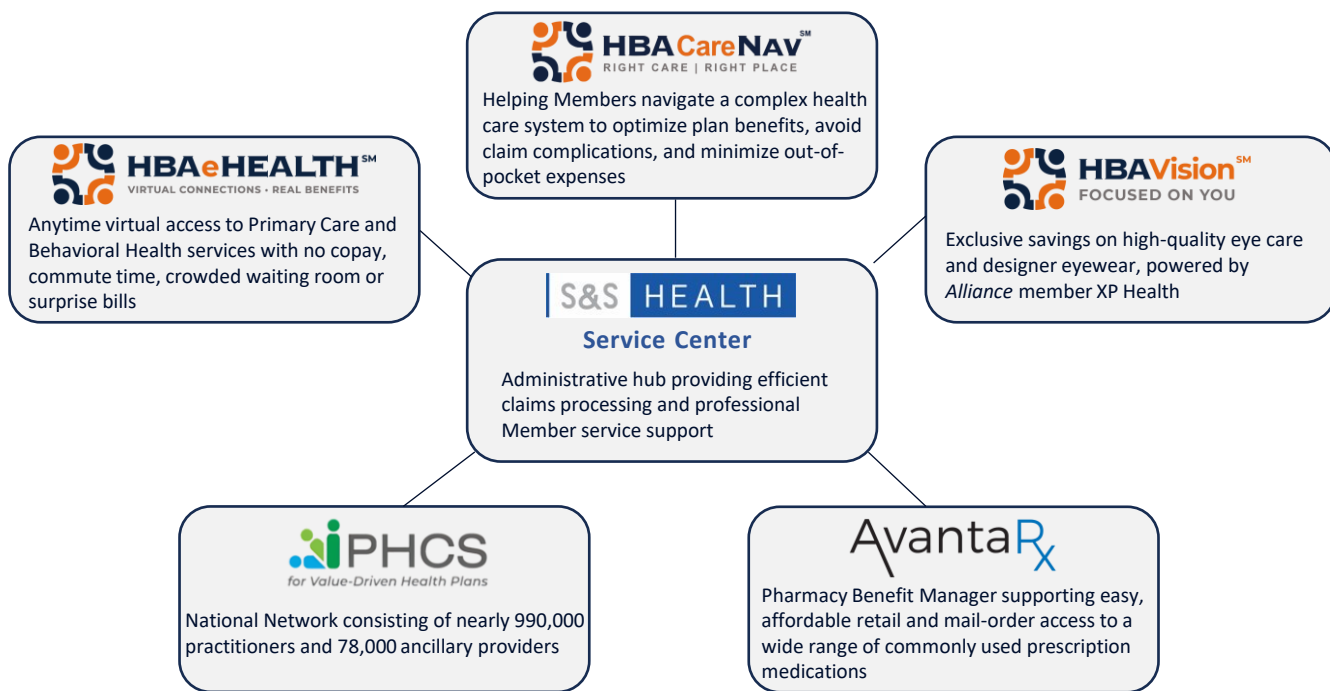 HBACareNav℠
RIGHT CARE | RIGHT PLACE
Helping Members navigate a complex health
care system to optimize plan benefits, avoid
claim complications, and minimize out-of-
pocket expenses
HBAeHEALTH℠
VIRTUAL CONNECTIONS • REAL BENEFITS
Anytime virtual access to Primary Care and
Behavioral Health services with no copay,
commute time, crowded waiting room or
surprise bills
HBAVision℠
FOCUSED ON YOU
Exclusive savings on high-quality eye care
and designer eyewear, powered by
Alliance member XP Health
S&S HEALTH
Service Center
Administrative hub providing efficient
claims processing and professional
Member service support
PHCS
for Value-Driven Health Plans
National Network consisting of nearly 990,000
practitioners and 78,000 ancillary providers
AvantaRx
Pharmacy Benefit Manager supporting easy,
affordable retail and mail-order access to a
wide range of commonly used prescription
medications